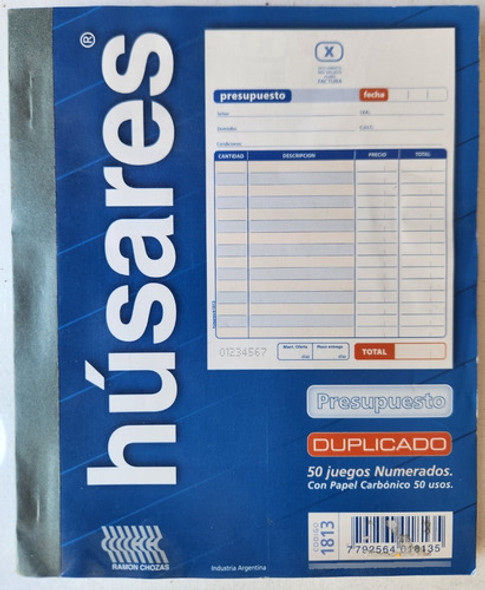 húsares®
X
DOCUMENTO
NO VALIDO
COMO
FACTURA
presupuesto
fecha
Señor:
Domicilio:
C.U.I.T.:
Condiciones:
CANTIDAD DESCRIPCION PRECIO TOTAL
01234567
Mant. Oferta
días
Plazo entrega
días
TOTAL
Presupuesto
DUPLICADO
50 juegos Numerados.
Con Papel Carbónico 50 usos.
CODIGO
1813
7 792564 018135
RAMON CHOZAS
Industria Argentina